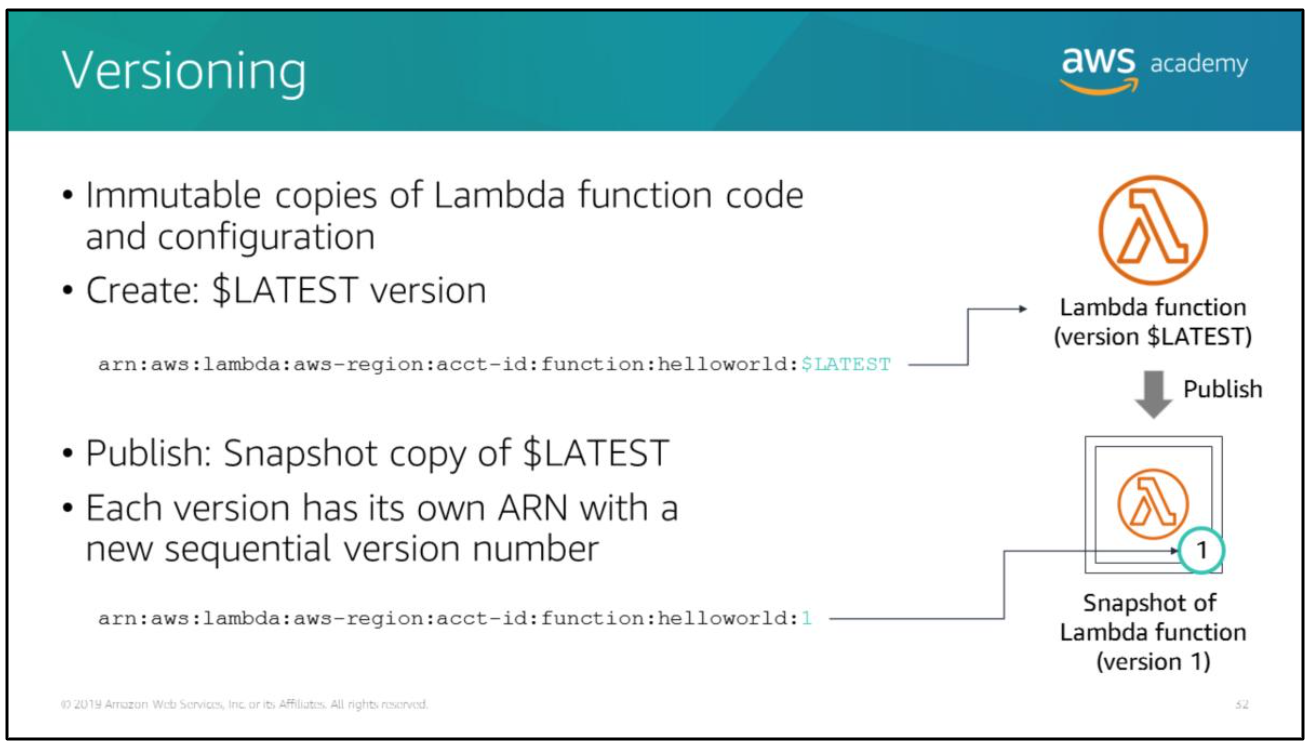 Versioning
aws academy
• Immutable copies of Lambda function code
and configuration
• Create: $LATEST version
arn:aws:lambda:aws-region:acct-id:function:helloworld:$LATEST
• Publish: Snapshot copy of $LATEST
• Each version has its own ARN with a
new sequential version number
arn:aws:lambda:aws-region:acct-id:function:helloworld:1
Lambda function
(version $LATEST)
Publish
1
Snapshot of
Lambda function
(version 1)
© 2019 Amazon Web Services, Inc. or its Affiliates. All rights reserved.
32